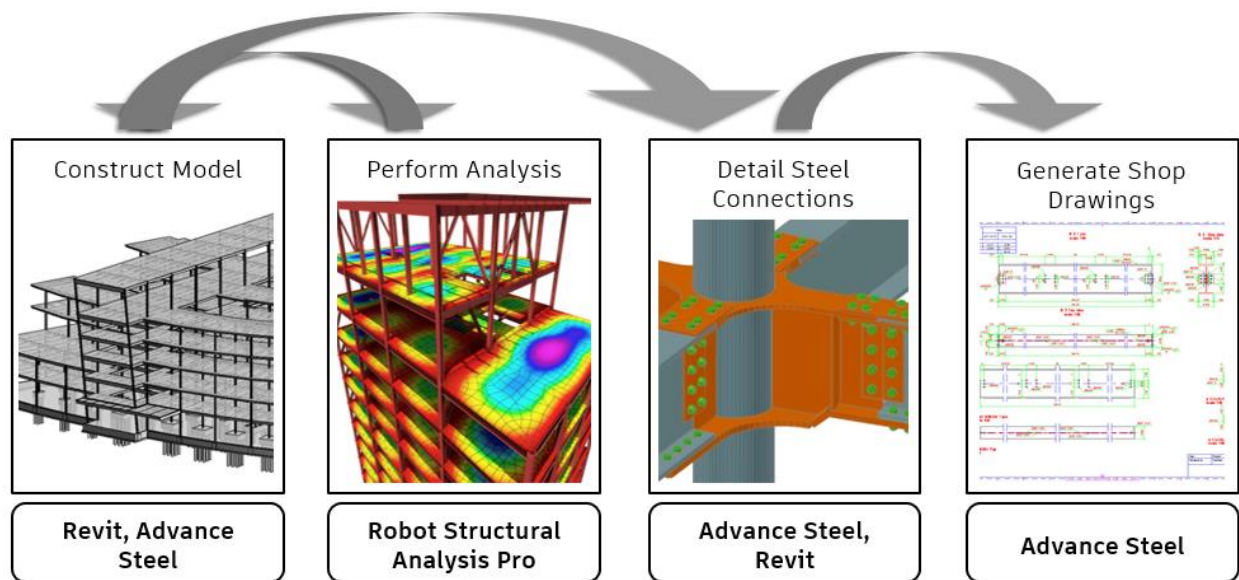 Construct Model
Perform Analysis
Detail Steel
Connections
Generate Shop
Drawings
Revit, Advance
Steel
Robot Structural
Analysis Pro
Advance Steel,
Revit
Advance Steel